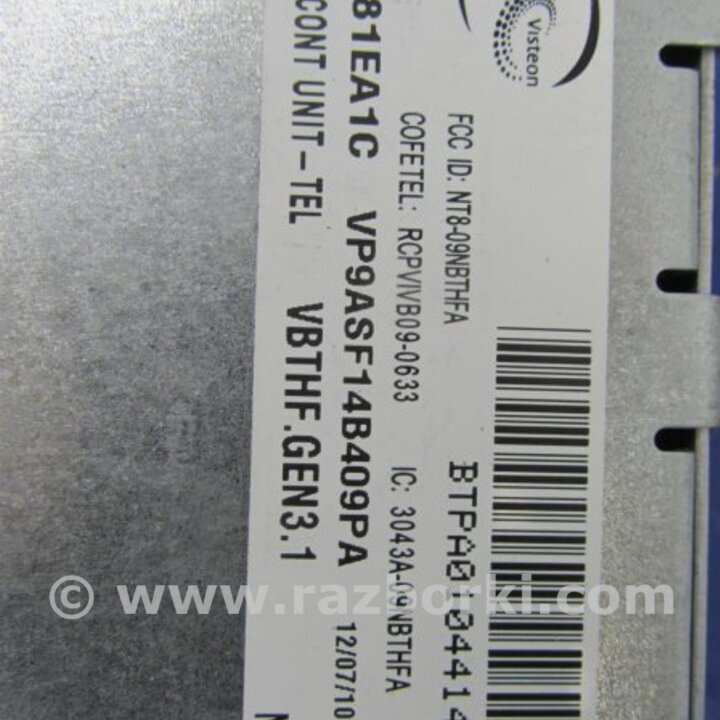 Visteon
FCC ID: NT8-09NBTHFA
COFETEL: RCPVIVB09-0633 IC: 3043A-09NBTHFA
81EA1C VP9ASF14B409PA 12/07/10
CONT UNIT-TEL VBTHF.GEN3.1
© www.razborki.com